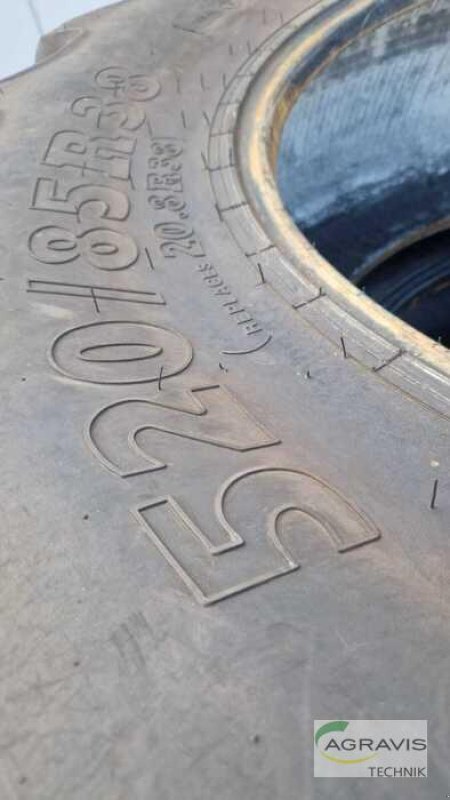 520/85R38
(REPLACES 20.8R38)
AGRAVIS
TECHNIK